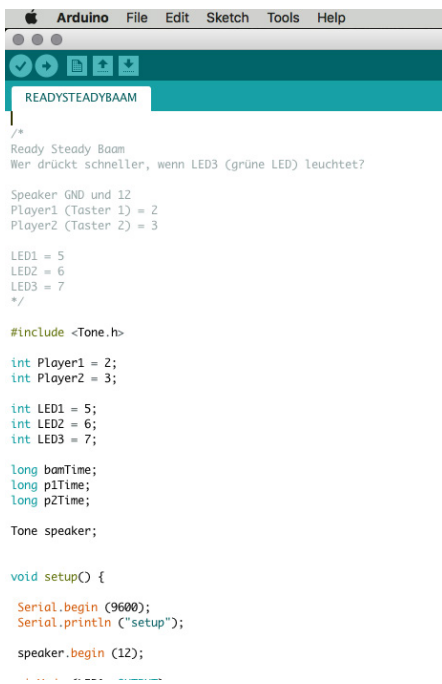 Arduino File Edit Sketch Tools Help
READYSTEADYBAAM
/*
Ready Steady Baam
Wer drückt schneller, wenn LED3 (grüne LED) leuchtet?
Speaker GND und 12
Player1 (Taster 1) = 2
Player2 (Taster 2) = 3
LED1 = 5
LED2 = 6
LED3 = 7
*/
#include <Tone.h>
int Player1 = 2;
int Player2 = 3;
int LED1 = 5;
int LED2 = 6;
int LED3 = 7;
long bamTime;
long p1Time;
long p2Time;
Tone speaker;
void setup() {
Serial.begin (9600);
Serial.println ("setup");
speaker.begin (12);